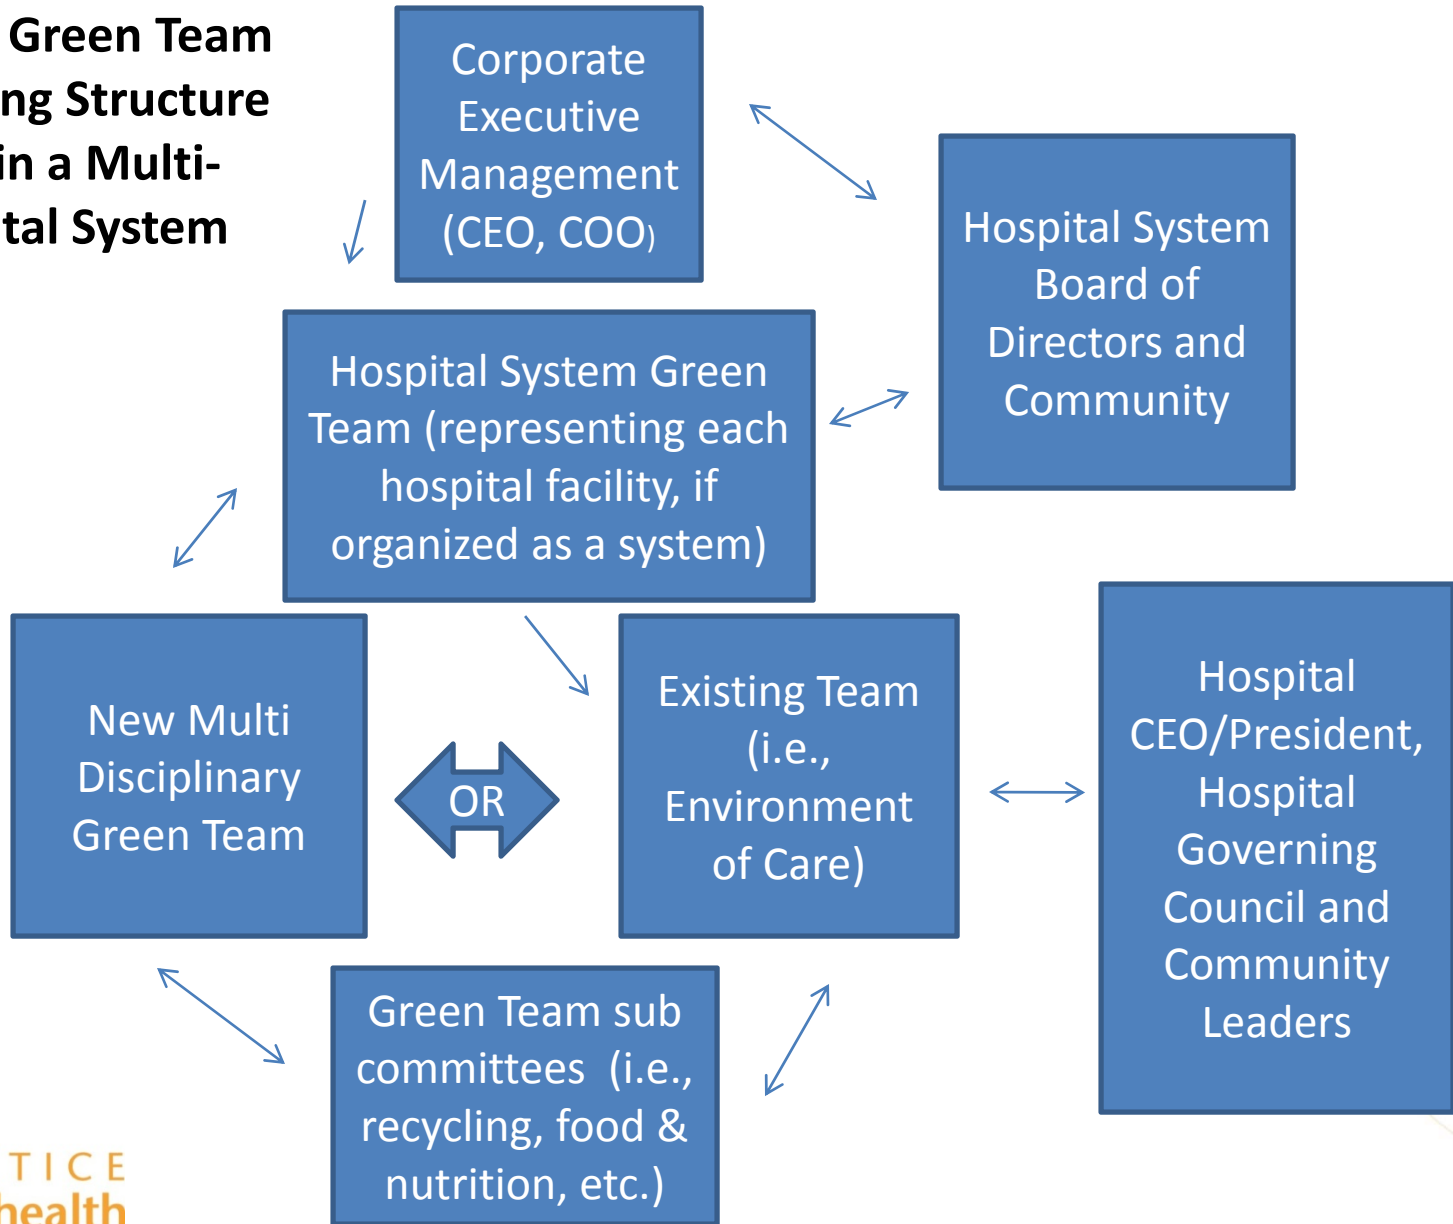 Green Team
ing Structure
in a Multi-
tal System
Corporate
Executive
Management
(CEO, COO)
Hospital System
Board of
Directors and
Community
Hospital System Green
Team (representing each
hospital facility, if
organized as a system)
New Multi
Disciplinary
Green Team
OR
Existing Team
(i.e.,
Environment
of Care)
Hospital
CEO/President,
Hospital
Governing
Council and
Community
Leaders
Green Team sub
committees (i.e.,
recycling, food &
nutrition, etc.)
TICE
health